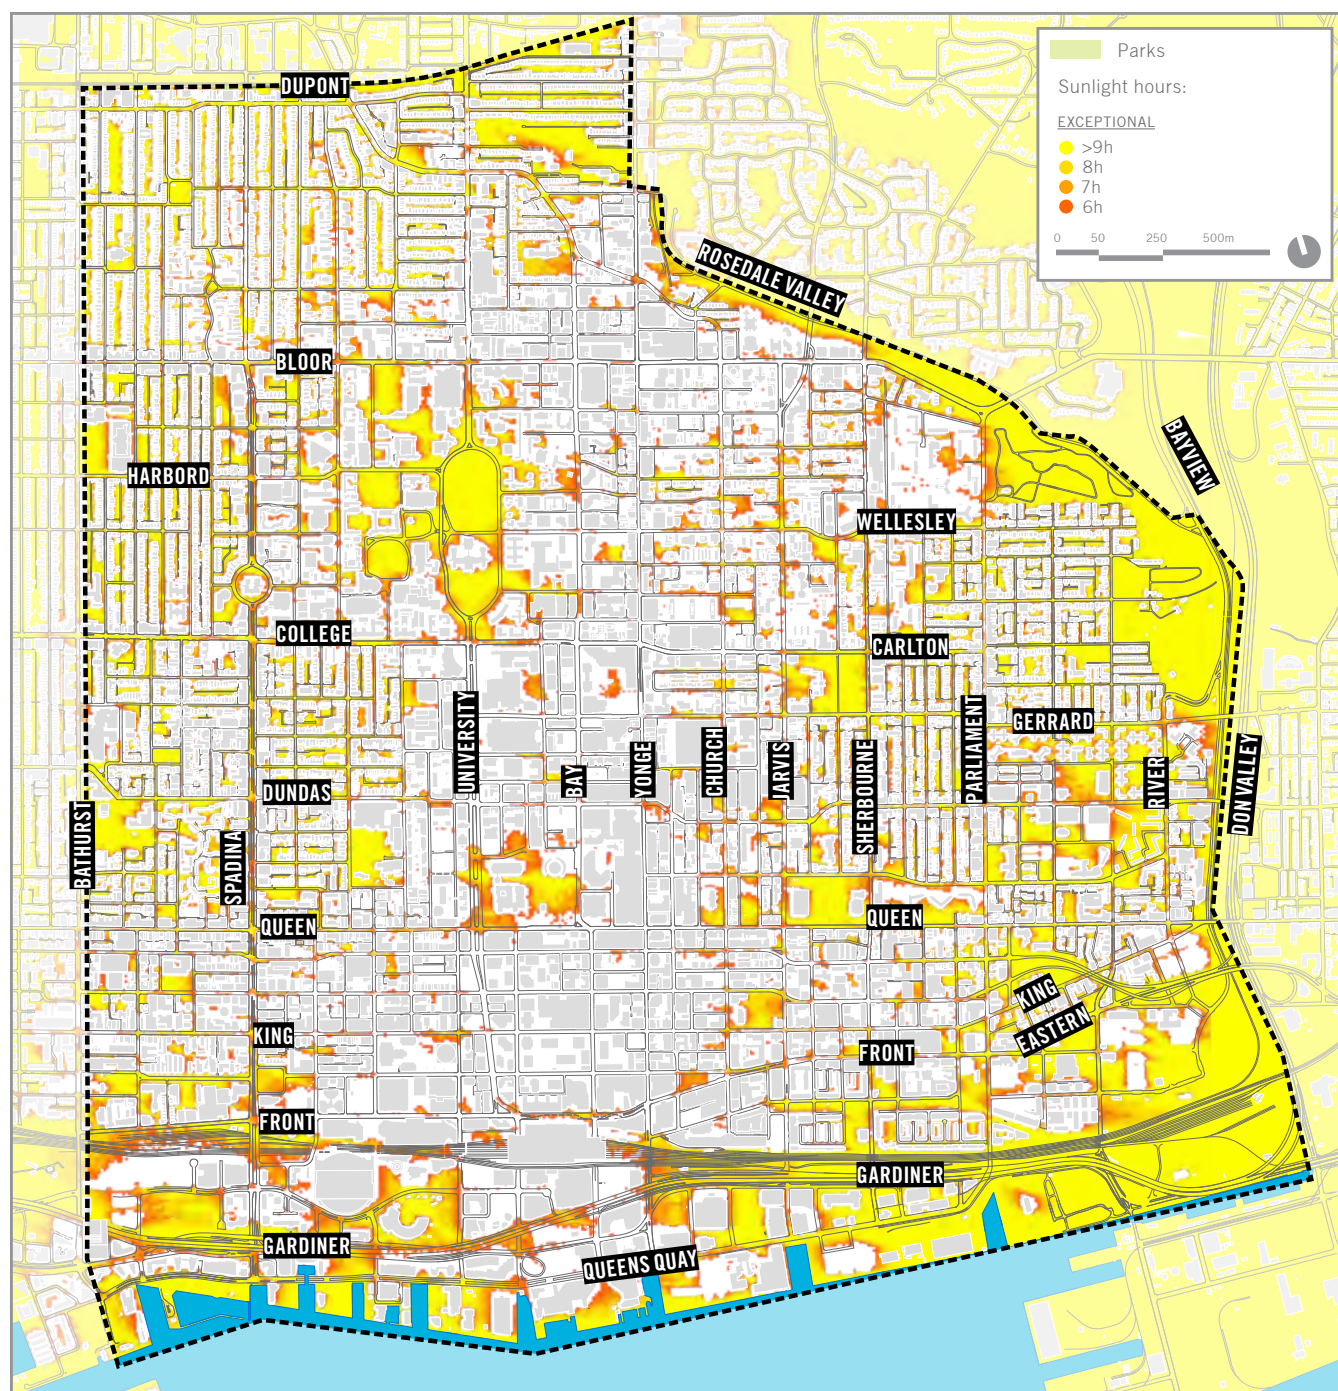 Parks
Sunlight hours:
EXCEPTIONAL
>9h
8h
7h
6h
0 50 250 500m
DUPONT
ROSEDALE VALLEY
BLOOR
BAYVIEW
HARBORD
WELLESLEY
COLLEGE
CARLTON
UNIVERSITY
PARLIAMENT
GERRARD
BAY
YONGE
CHURCH
JARVIS
SHERBOURNE
RIVER
DON VALLEY
DUNDAS
BATHURST
SPADINA
QUEEN
QUEEN
KING
EASTERN
KING
FRONT
FRONT
GARDINER
GARDINER
QUEENS QUAY